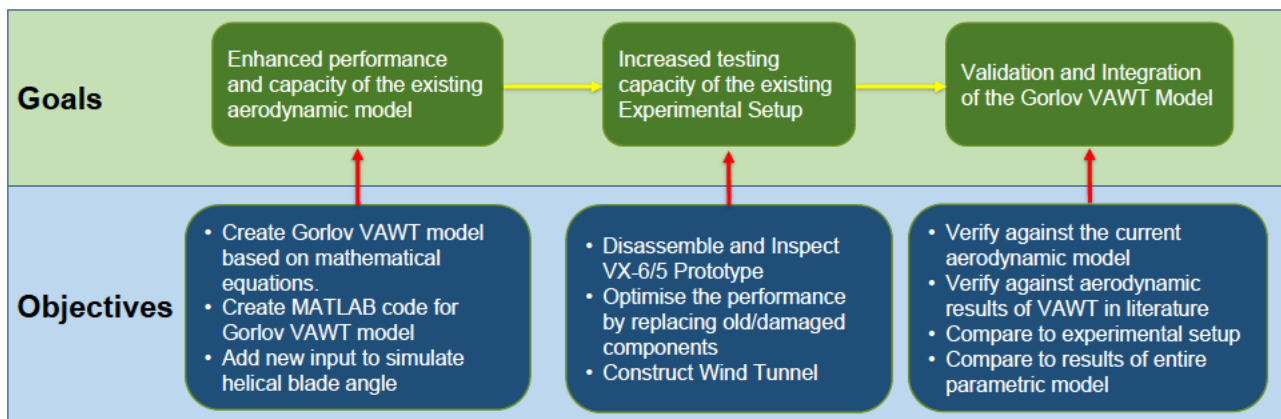 Goals
Enhanced performance
and capacity of the existing
aerodynamic model
Increased testing
capacity of the existing
Experimental Setup
Validation and Integration
of the Gorlov VAWT Model
Objectives
• Create Gorlov VAWT model
based on mathematical
equations.
• Create MATLAB code for
Gorlov VAWT model
• Add new input to simulate
helical blade angle
• Disassemble and Inspect
VX-6/5 Prototype
• Optimise the performance
by replacing old/damaged
components
• Construct Wind Tunnel
• Verify against the current
aerodynamic model
• Verify against aerodynamic
results of VAWT in literature
• Compare to experimental setup
• Compare to results of entire
parametric model